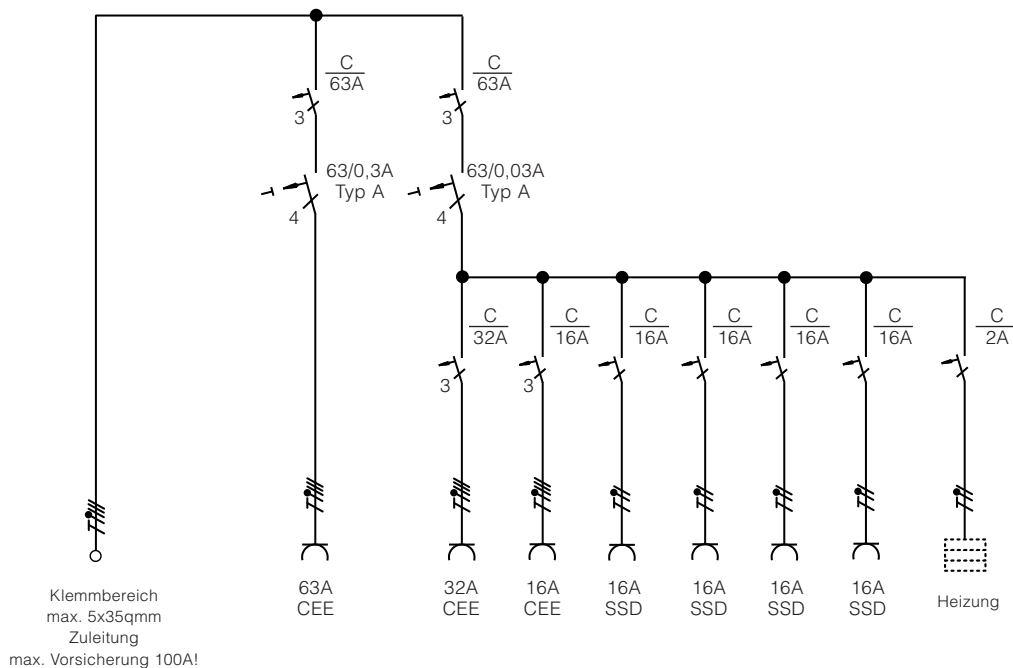 C
63A
C
63A
3
3
63/0,3A
Typ A
63/0,03A
Typ A
4
4
C
32A
C
16A
C
16A
C
16A
C
16A
C
16A
C
2A
3
3
Klemmbereich
max. 5x35qmm
Zuleitung
max. Vorsicherung 100A!
63A
CEE
32A
CEE
16A
CEE
16A
SSD
16A
SSD
16A
SSD
16A
SSD
Heizung